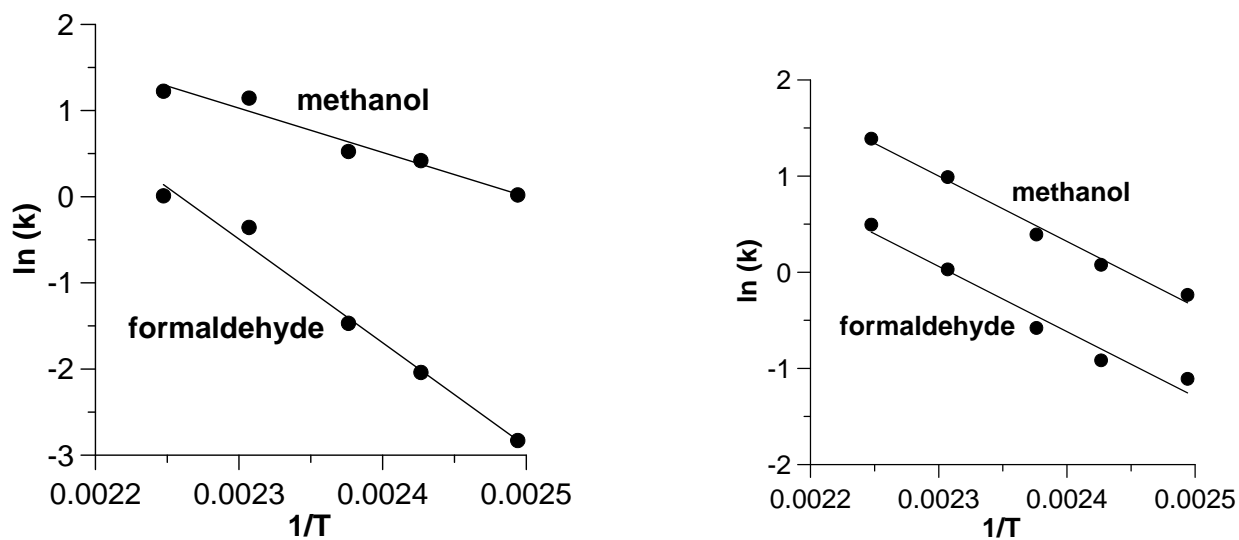 2
1
0
-1
-2
-3
ln (k)
methanol
formaldehyde
0.0022
0.0023
0.0024
0.0025
1/T
2
1
0
-1
-2
ln (k)
methanol
formaldehyde
0.0022
0.0023
0.0024
0.0025
1/T